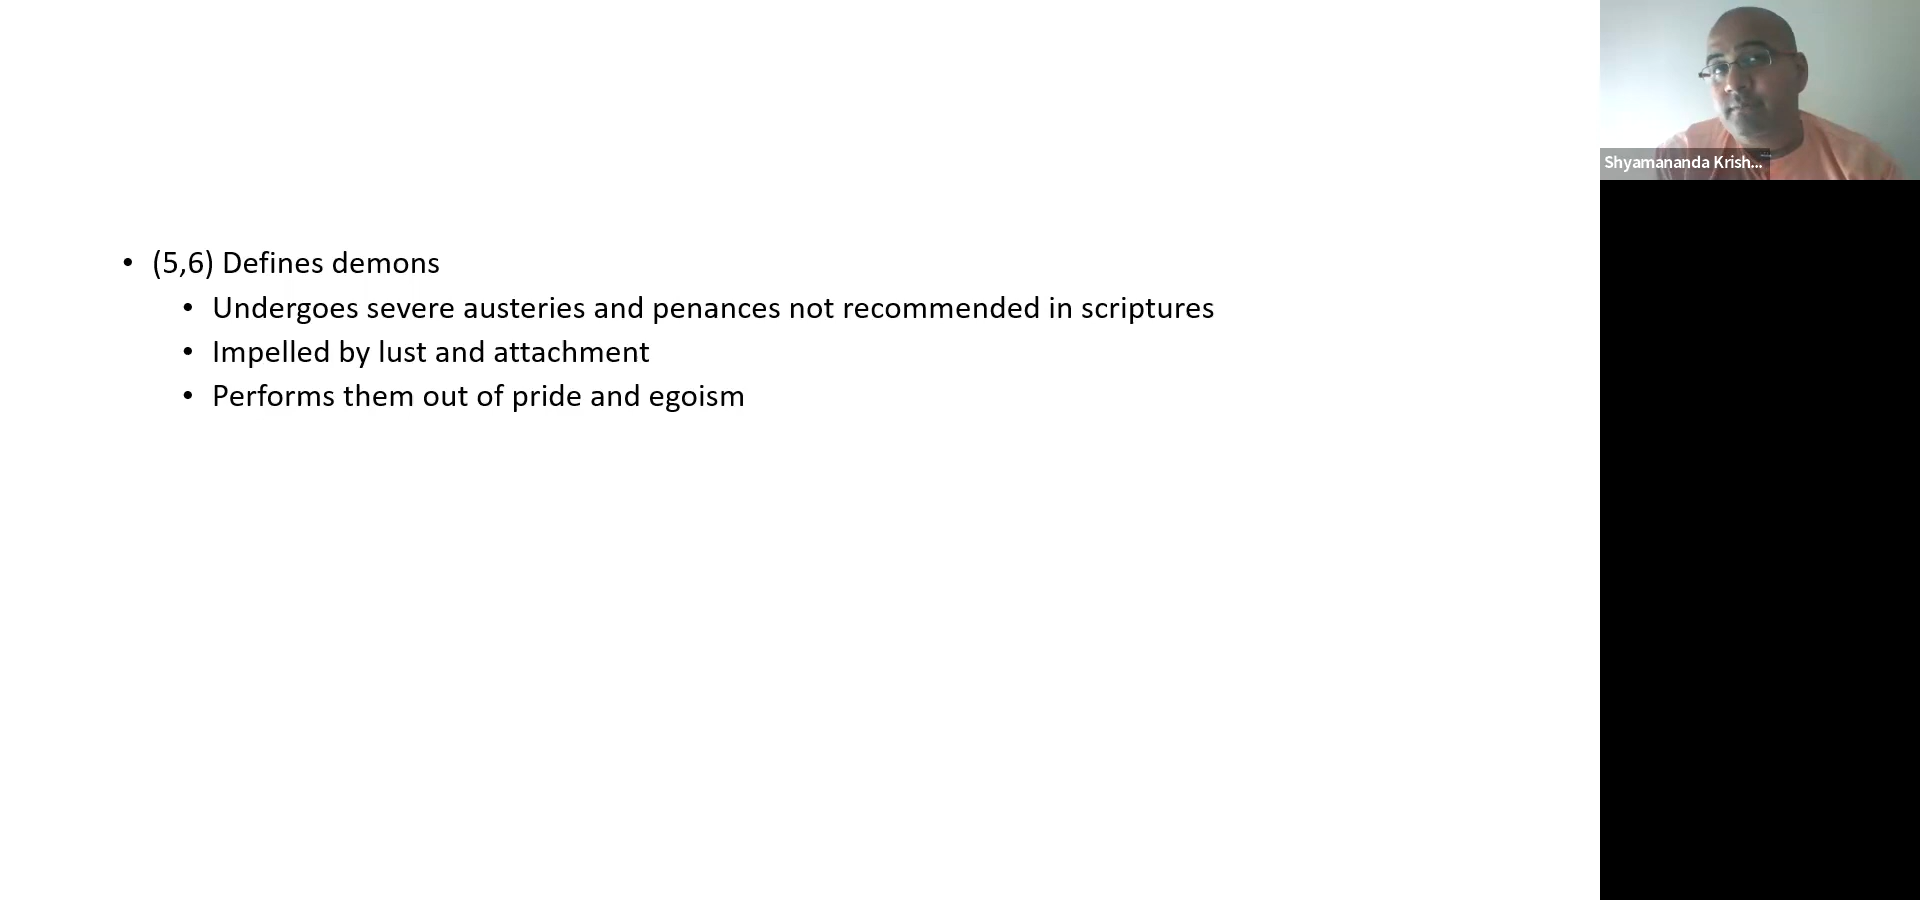 • (5,6) Defines demons
• Undergoes severe austeries and penances not recommended in scriptures
• Impelled by lust and attachment
• Performs them out of pride and egoism
Shyamananda Krish...